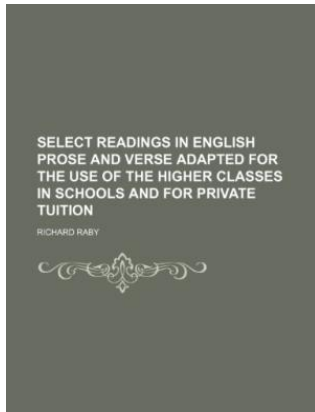 SELECT READINGS IN ENGLISH
PROSE AND VERSE ADAPTED FOR
THE USE OF THE HIGHER CLASSES
IN SCHOOLS AND FOR PRIVATE
TUITION
RICHARD RABY